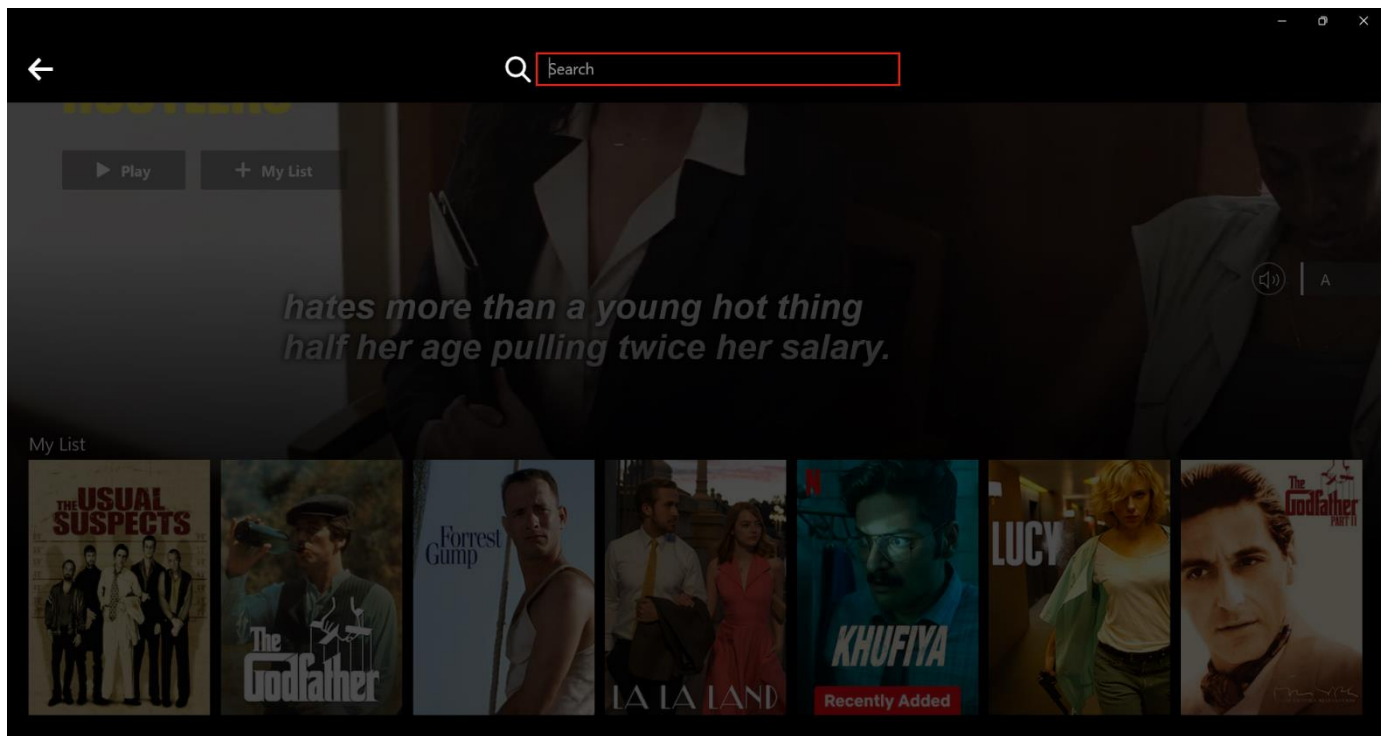 Search
HUSTLERS
Play
My List
A
hates more than a young hot thing
half her age pulling twice her salary.
My List
THE USUAL
SUSPECTS
The
Godfather
Forrest
Gump
LA LA LAND
N
KHUFIYA
Recently Added
LUCY
The
Godfather
PART II